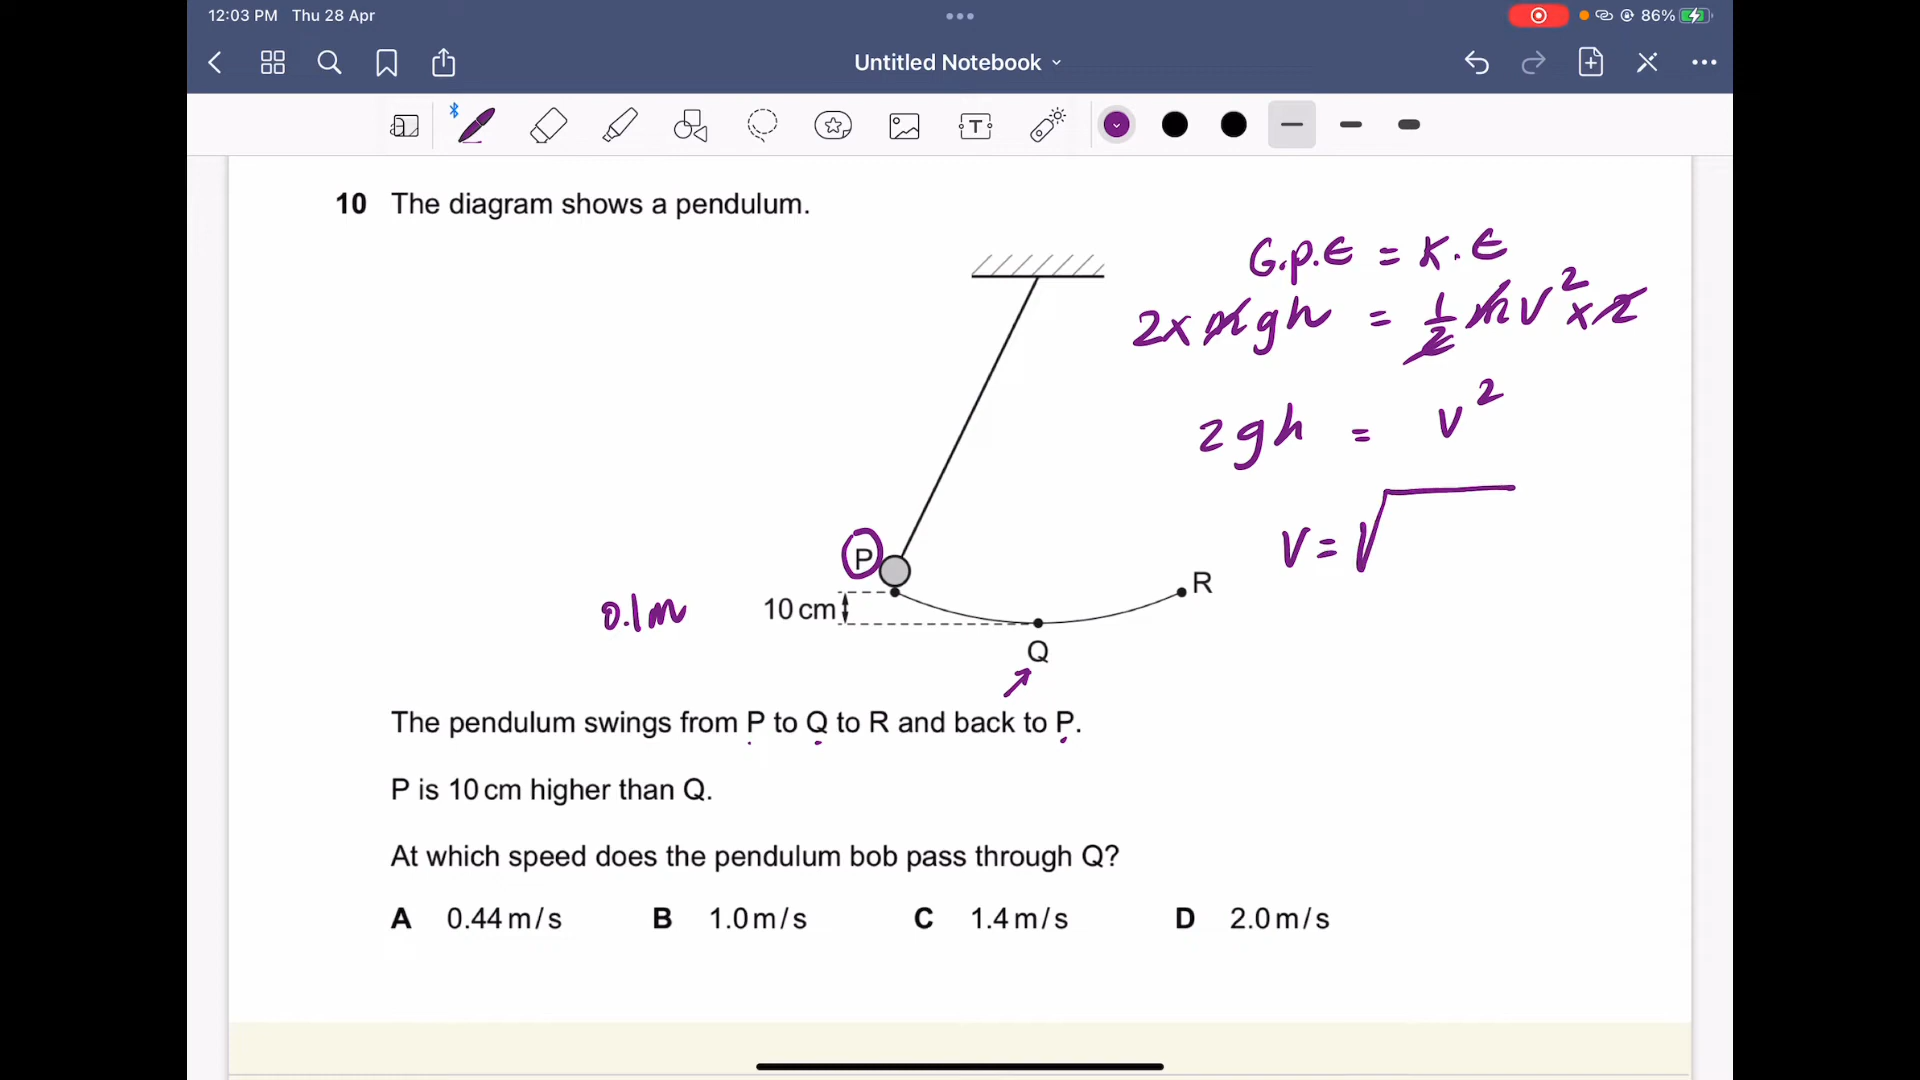 12:03 PM Thu 28 Apr
86%
Untitled Notebook
10 The diagram shows a pendulum.
G.P.E = K.E
2 x mgh = 1/2 mv² x 2
2gh = v²
v = √
P
R
0.1m
10 cm
Q
The pendulum swings from P to Q to R and back to P.
P is 10 cm higher than Q.
At which speed does the pendulum bob pass through Q?
A 0.44 m/s B 1.0 m/s C 1.4 m/s D 2.0 m/s